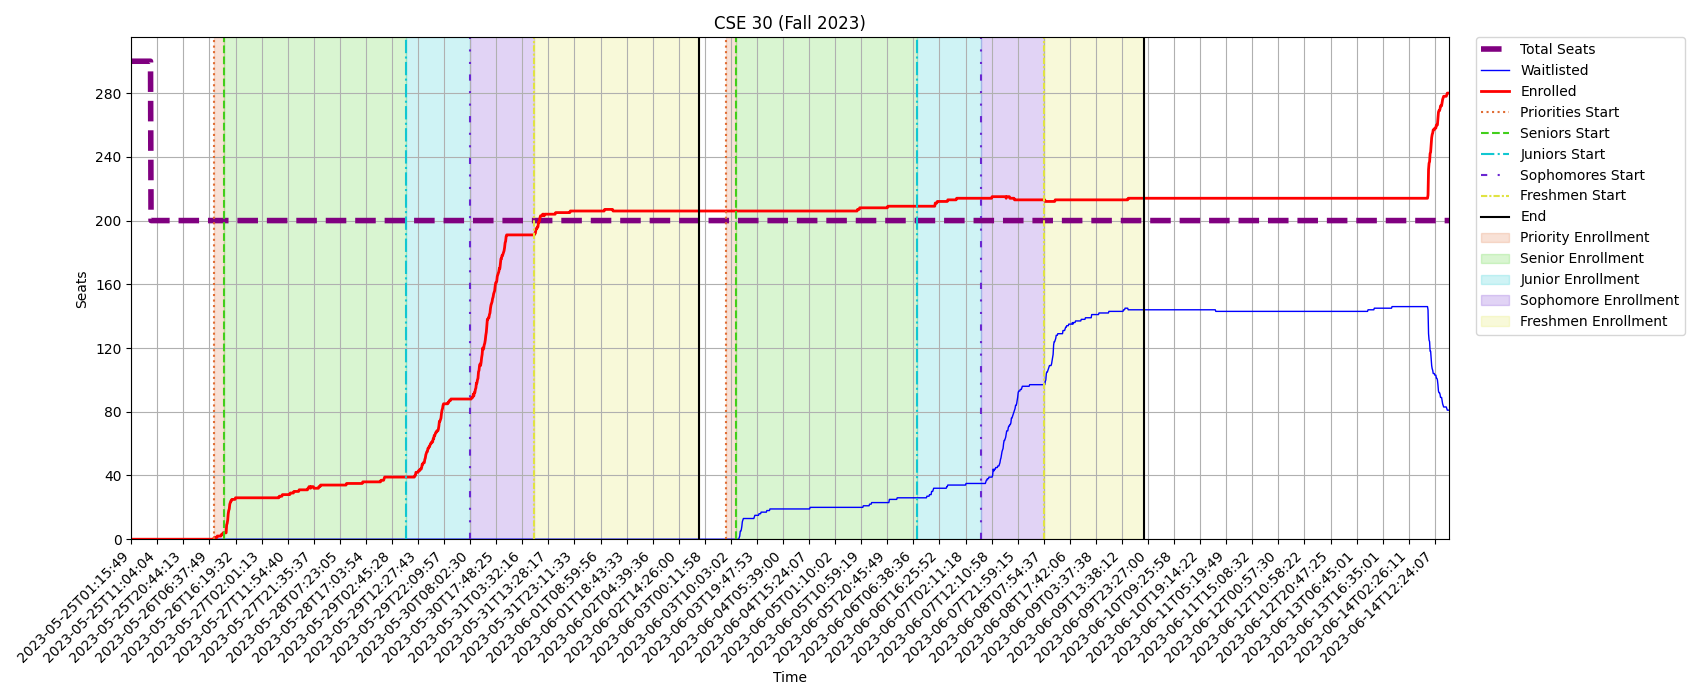 CSE 30 (Fall 2023)
Seats
280
240
200
160
120
80
40
0
2023-05-25T01:15:49
2023-05-25T11:04:04
2023-05-25T20:44:13
2023-05-26T06:37:49
2023-05-26T16:19:32
2023-05-27T02:01:13
2023-05-27T11:54:40
2023-05-27T21:35:37
2023-05-28T07:23:05
2023-05-28T17:03:54
2023-05-29T02:45:28
2023-05-29T12:27:43
2023-05-29T22:09:57
2023-05-30T08:02:30
2023-05-30T17:48:25
2023-05-31T03:32:16
2023-05-31T13:28:17
2023-05-31T23:11:33
2023-06-01T08:59:56
2023-06-01T18:43:33
2023-06-02T04:39:36
2023-06-02T14:26:00
2023-06-03T00:11:58
2023-06-03T10:03:02
2023-06-03T19:47:53
2023-06-04T05:39:00
2023-06-04T15:24:07
2023-06-05T01:10:02
2023-06-05T10:59:19
2023-06-05T20:45:49
2023-06-06T06:38:36
2023-06-06T16:25:52
2023-06-07T02:11:18
2023-06-07T12:10:58
2023-06-07T21:59:15
2023-06-08T07:54:37
2023-06-08T17:42:06
2023-06-09T03:37:38
2023-06-09T13:38:12
2023-06-09T23:27:00
2023-06-10T09:25:58
2023-06-10T19:14:22
2023-06-11T05:19:49
2023-06-11T15:08:32
2023-06-12T00:57:30
2023-06-12T10:58:22
2023-06-12T20:47:25
2023-06-13T06:45:01
2023-06-13T16:35:01
2023-06-14T02:26:11
2023-06-14T12:24:07
Time
Total Seats
Waitlisted
Enrolled
Priorities Start
Seniors Start
Juniors Start
Sophomores Start
Freshmen Start
End
Priority Enrollment
Senior Enrollment
Junior Enrollment
Sophomore Enrollment
Freshmen Enrollment